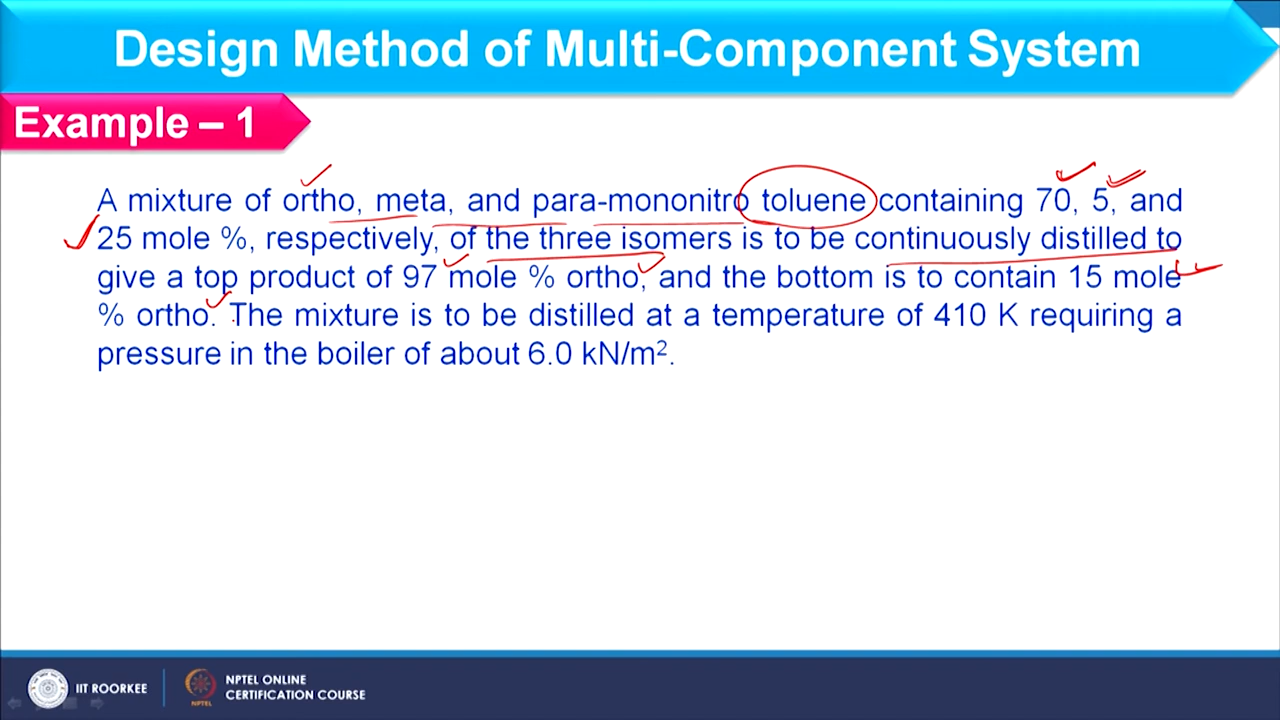 Design Method of Multi-Component System
Example – 1
A mixture of ortho, meta, and para-mononitro toluene containing 70, 5, and
25 mole %, respectively, of the three isomers is to be continuously distilled to
give a top product of 97 mole % ortho, and the bottom is to contain 15 mole
% ortho. The mixture is to be distilled at a temperature of 410 K requiring a
pressure in the boiler of about 6.0 kN/m².
IIT ROORKEE
NPTEL ONLINE
CERTIFICATION COURSE
NPTEL